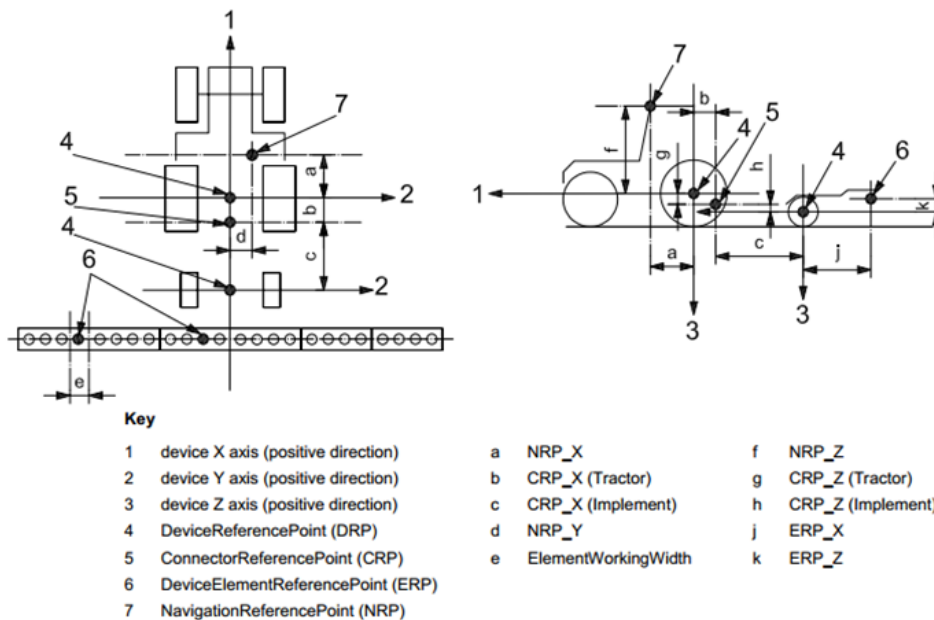 1
7
4
a
2
5
b
d
4
c
2
6
e
7
b
4
5
f
g
h
4
6
1
k
a
c
j
3
3
Key
1 device X axis (positive direction)
2 device Y axis (positive direction)
3 device Z axis (positive direction)
4 DeviceReferencePoint (DRP)
5 ConnectorReferencePoint (CRP)
6 DeviceElementReferencePoint (ERP)
7 NavigationReferencePoint (NRP)
a NRP_X
b CRP_X (Tractor)
c CRP_X (Implement)
d NRP_Y
e ElementWorkingWidth
f NRP_Z
g CRP_Z (Tractor)
h CRP_Z (Implement)
j ERP_X
k ERP_Z